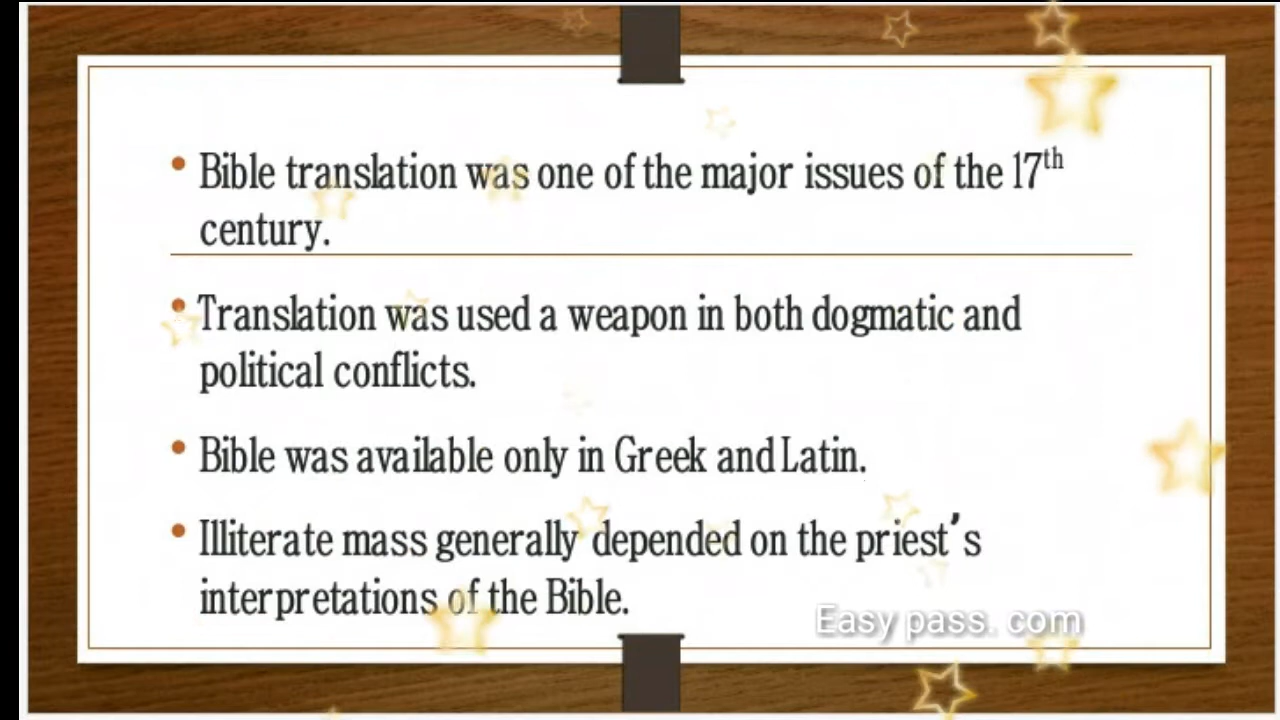 • Bible translation was one of the major issues of the 17th
century.
• Translation was used a weapon in both dogmatic and
political conflicts.
• Bible was available only in Greek and Latin.
• Illiterate mass generally depended on the priest's
interpretations of the Bible.
Easy pass. com